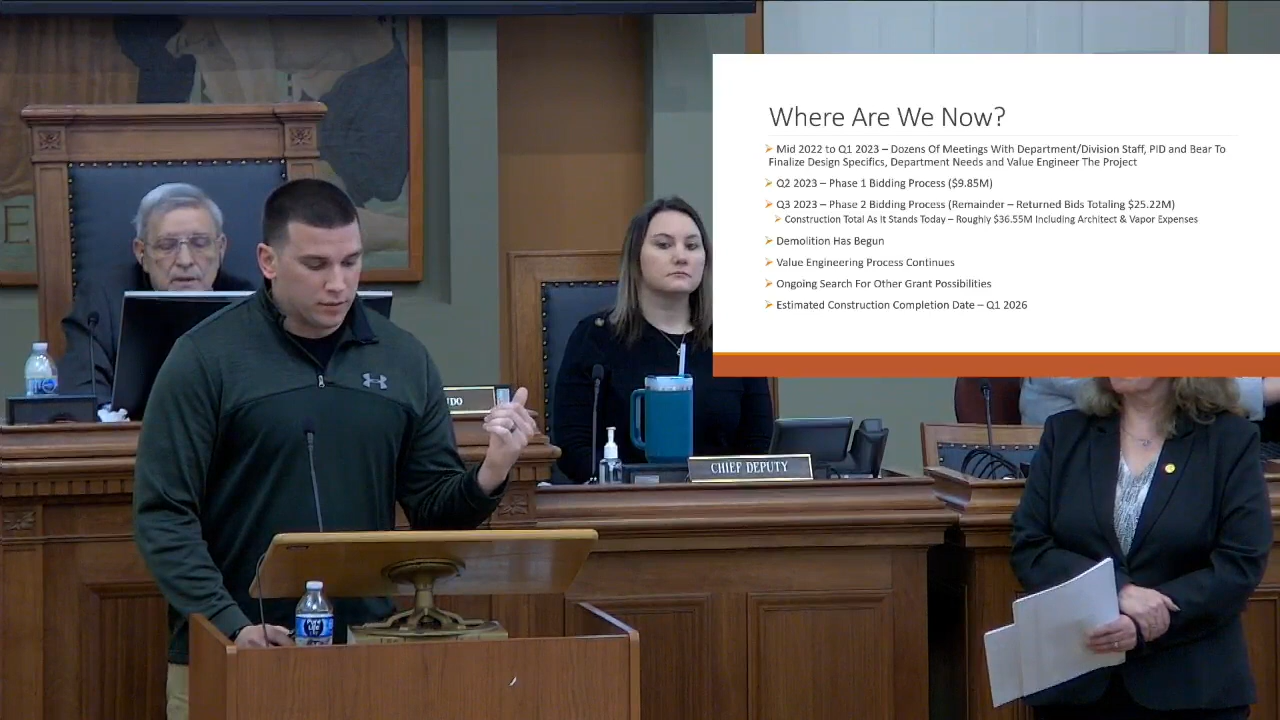 Where Are We Now?
➢ Mid 2022 to Q1 2023 – Dozens Of Meetings With Department/Division Staff, PID and Bear To
Finalize Design Specifics, Department Needs and Value Engineer The Project
➢ Q2 2023 – Phase 1 Bidding Process ($9.85M)
➢ Q3 2023 – Phase 2 Bidding Process (Remainder – Returned Bids Totaling $25.22M)
➢ Construction Total As It Stands Today – Roughly $36.55M Including Architect & Vapor Expenses
➢ Demolition Has Begun
➢ Value Engineering Process Continues
➢ Ongoing Search For Other Grant Possibilities
➢ Estimated Construction Completion Date – Q1 2026
E
CHIEF DEPUTY
Pure
Life